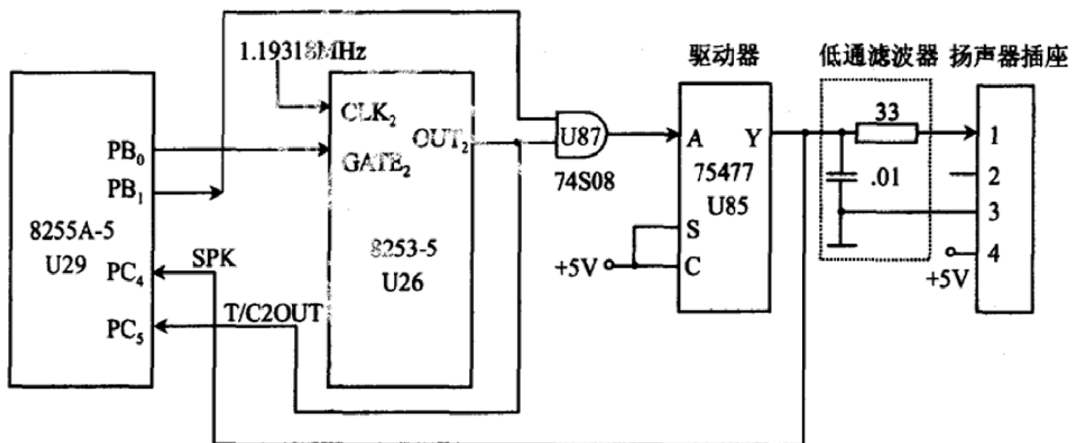 1.19318MHz
驱动器
低通滤波器
扬声器插座
CLK₂
PB₀
GATE₂
OUT₂
PB₁
U87
74S08
A
Y
75477
U85
33
.01
1
2
3
4
8255A-5
U29
8253-5
U26
S
C
+5V
+5V
PC₄
SPK
PC₅
T/C2OUT